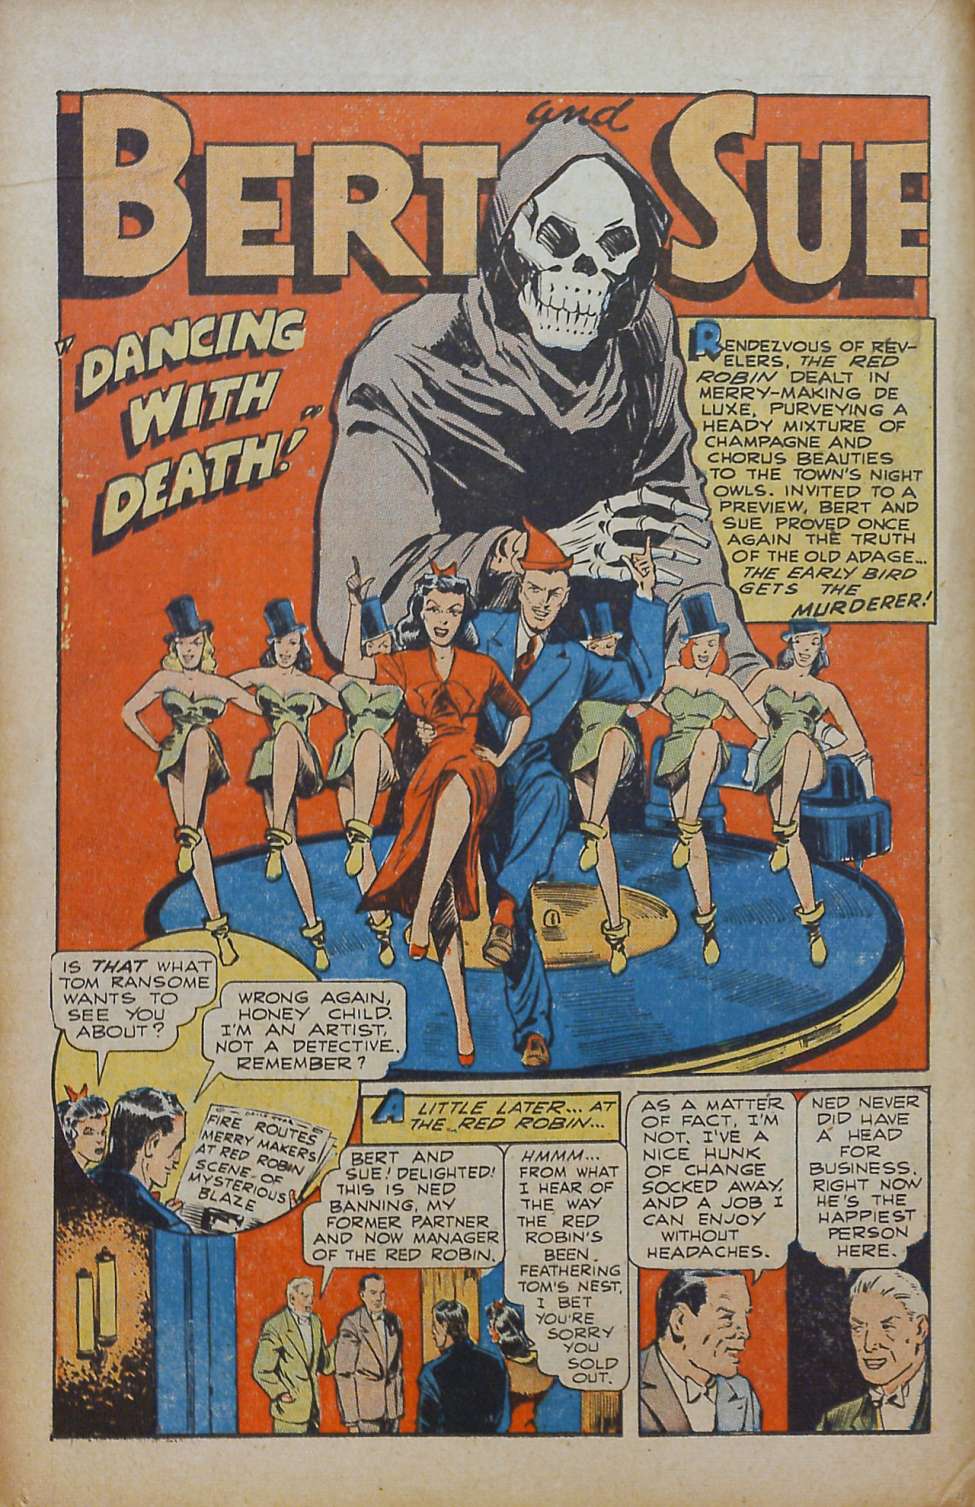 BERT and SUE
"DANCING
WITH
DEATH!"
RENDEZVOUS OF REV-
ELERS, THE RED
ROBIN DEALT IN
MERRY-MAKING DE
LUXE, PURVEYING A
HEADY MIXTURE OF
CHAMPAGNE AND
CHORUS BEAUTIES
TO THE TOWN'S NIGHT
OWLS. INVITED TO A
PREVIEW, BERT AND
SUE PROVED ONCE
AGAIN THE TRUTH
OF THE OLD ADAGE...
THE EARLY BIRD
GETS THE
MURDERER!
IS THAT WHAT
TOM RANSOME
WANTS TO
SEE YOU
ABOUT?
WRONG AGAIN,
HONEY CHILD.
I'M AN ARTIST,
NOT A DETECTIVE.
REMEMBER?
FIRE ROUTES
MERRY MAKERS
AT RED ROBIN
SCENE OF
MYSTERIOUS
BLAZE
A LITTLE LATER... AT
THE RED ROBIN...
BERT AND
SUE! DELIGHTED!
THIS IS NED
BANNING, MY
FORMER PARTNER
AND NOW MANAGER
OF THE RED ROBIN.
HMMM...
FROM WHAT
I HEAR OF
THE WAY
THE RED
ROBIN'S
BEEN
FEATHERING
TOM'S NEST,
I BET
YOU'RE
SORRY
YOU
SOLD
OUT.
AS A MATTER
OF FACT, I'M
NOT. I'VE A
NICE HUNK
OF CHANGE
SOCKED AWAY.
AND A JOB I
CAN ENJOY
WITHOUT
HEADACHES.
NED NEVER
DID HAVE
A HEAD
FOR
BUSINESS.
RIGHT NOW
HE'S THE
HAPPIEST
PERSON
HERE.